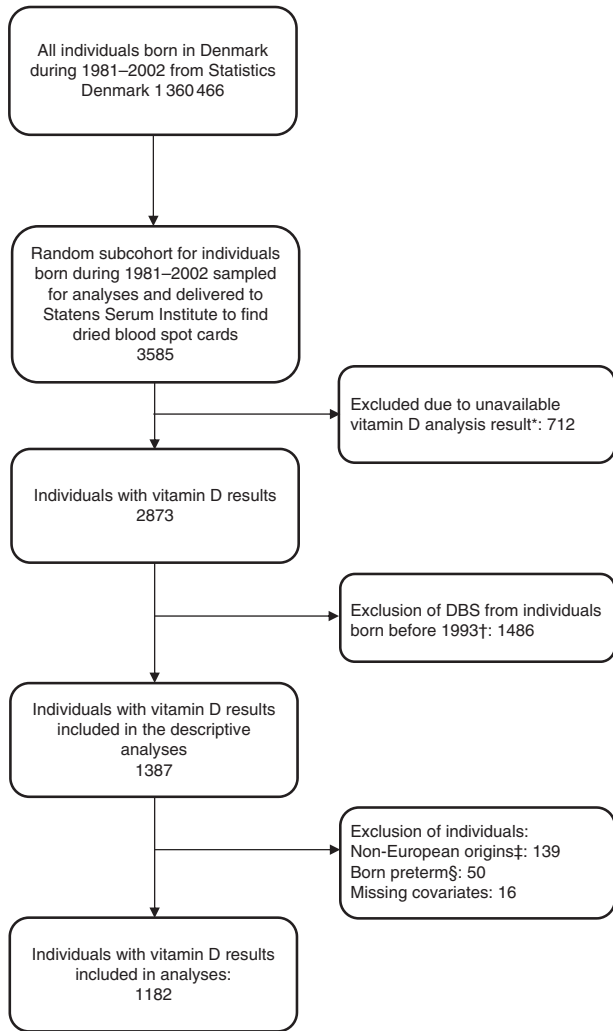 All individuals born in Denmark
during 1981–2002 from Statistics
Denmark 1 360 466
Random subcohort for individuals
born during 1981–2002 sampled
for analyses and delivered to
Statens Serum Institute to find
dried blood spot cards
3585
Excluded due to unavailable
vitamin D analysis result*: 712
Individuals with vitamin D results
2873
Exclusion of DBS from individuals
born before 1993†: 1486
Individuals with vitamin D results
included in the descriptive
analyses
1387
Exclusion of individuals:
Non-European origins‡: 139
Born preterm§: 50
Missing covariates: 16
Individuals with vitamin D results
included in analyses:
1182